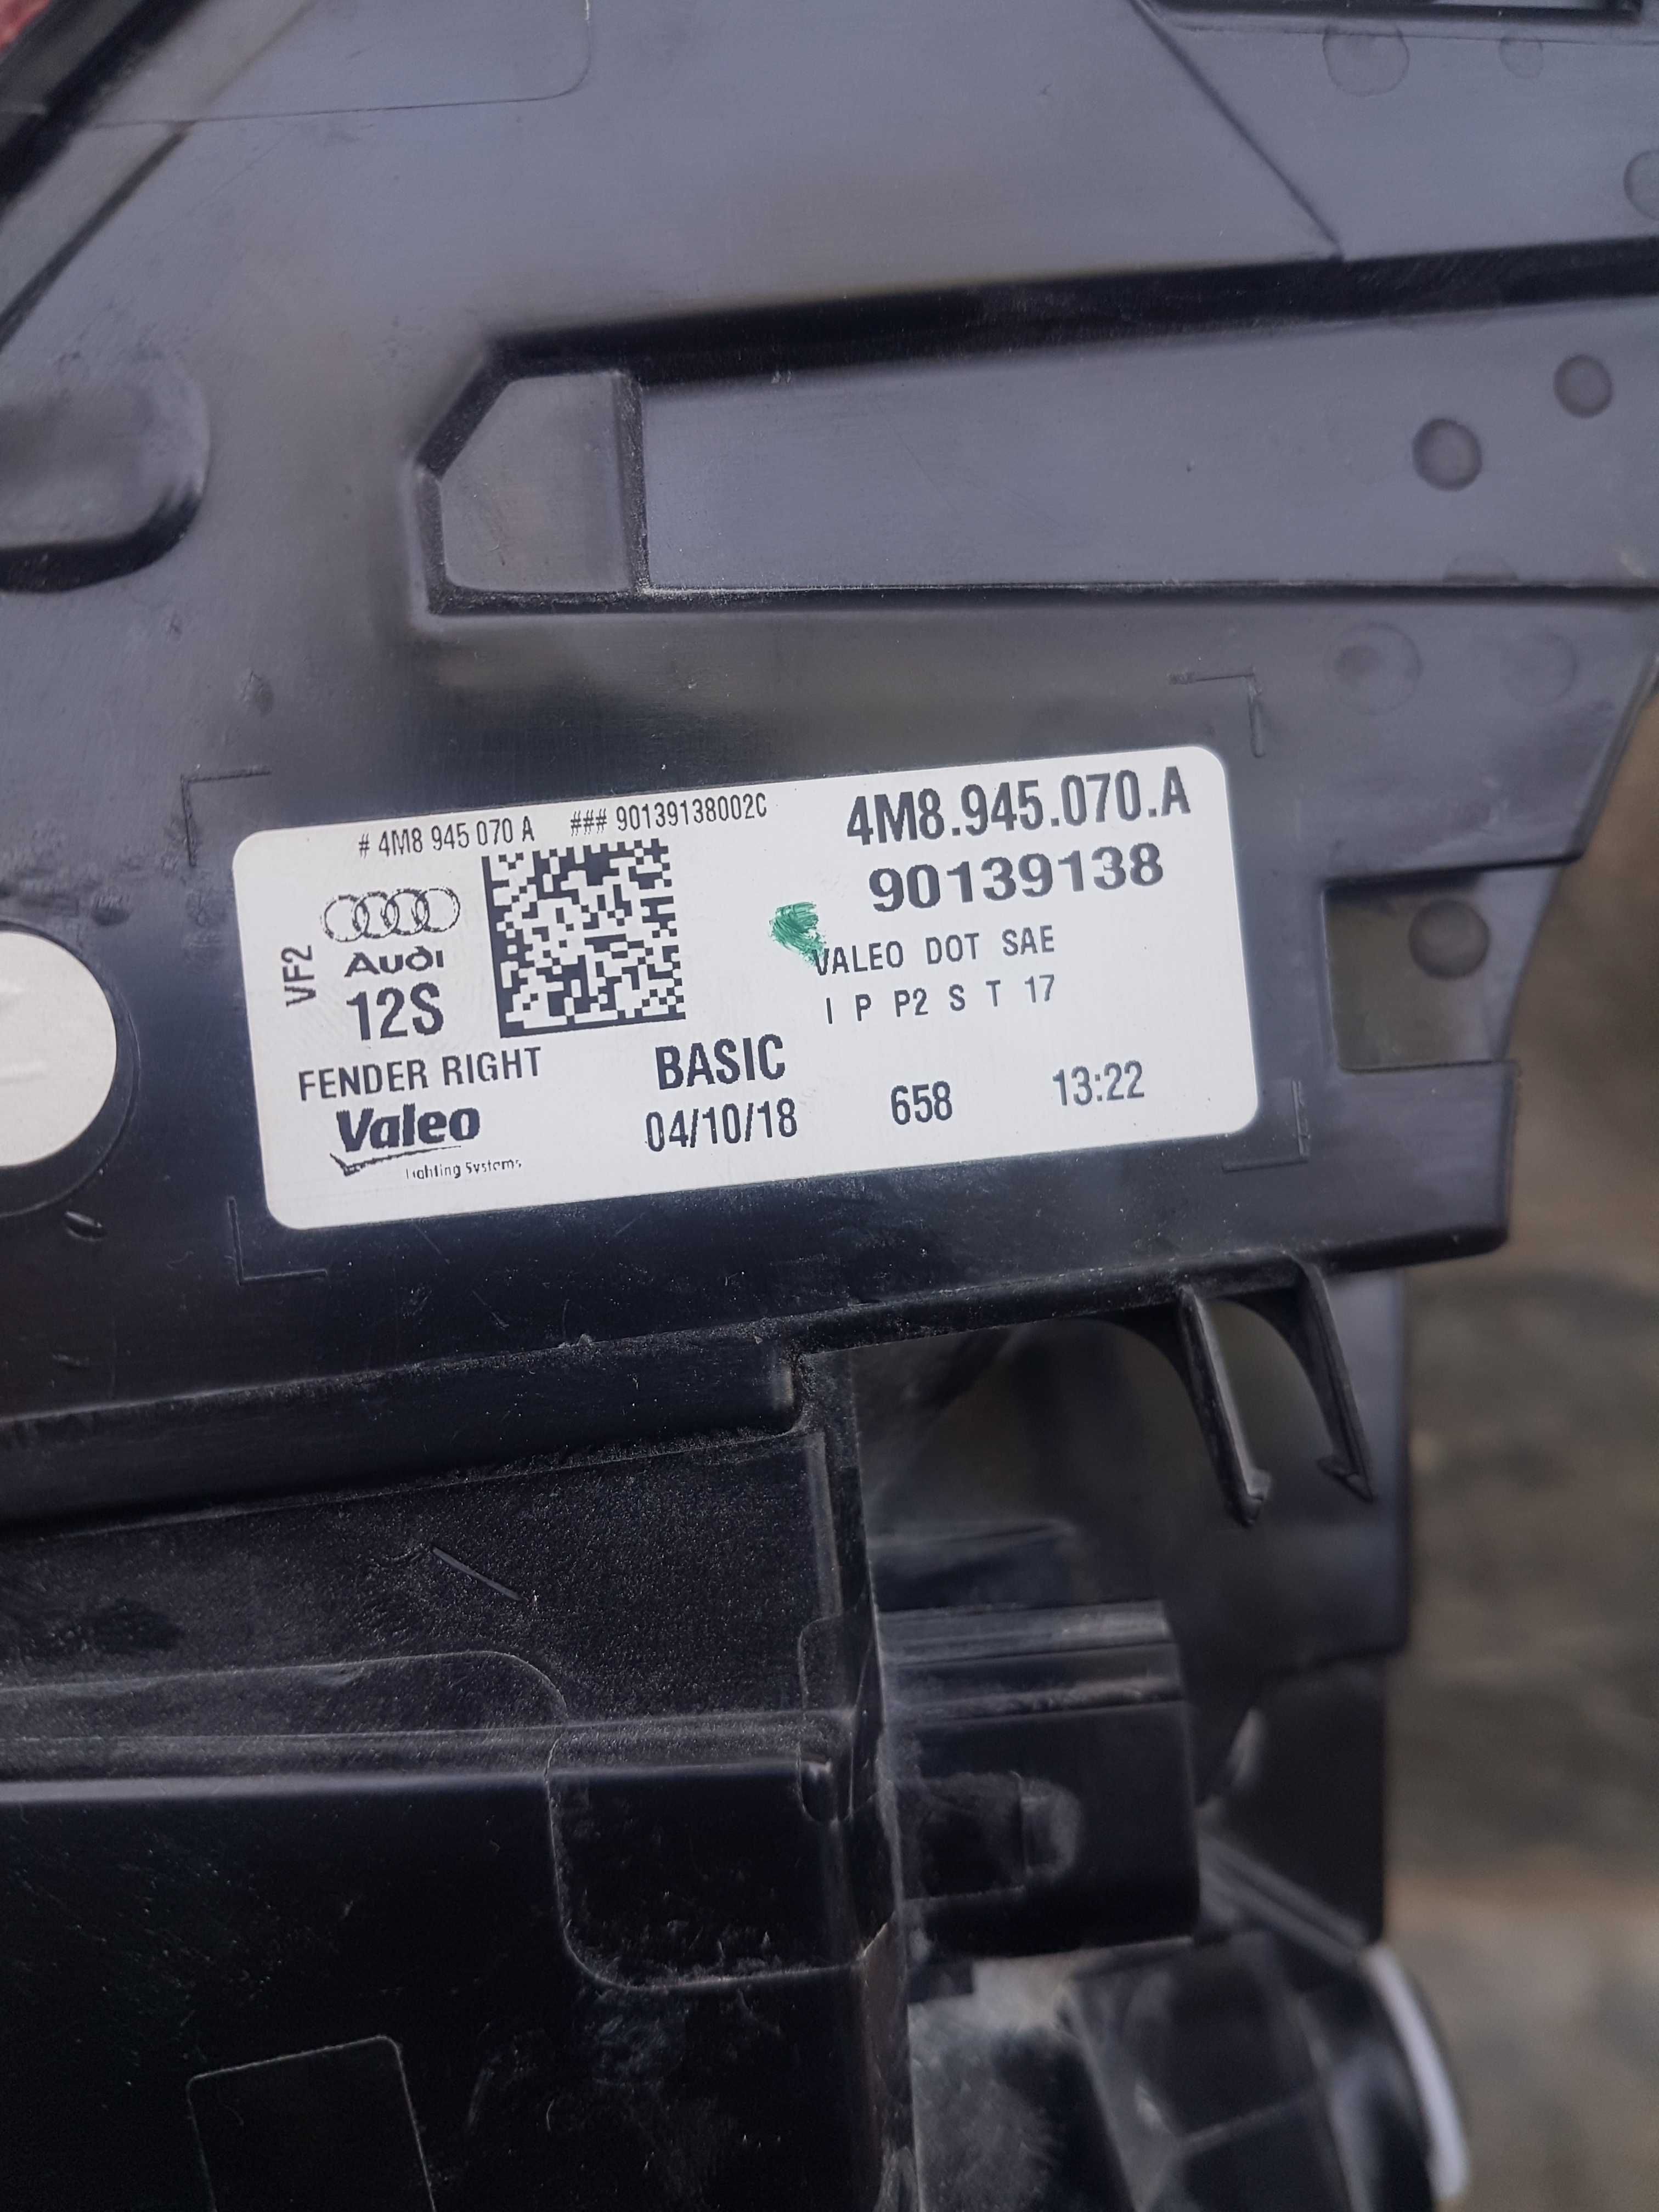 # 4M8 945 070 A ### 90139138002C
4M8.945.070.A
90139138
VF2
Audi
12S
VALEO DOT SAE
I P P2 S T 17
FENDER RIGHT
BASIC
Valeo
Lighting Systems
04/10/18 658 13:22